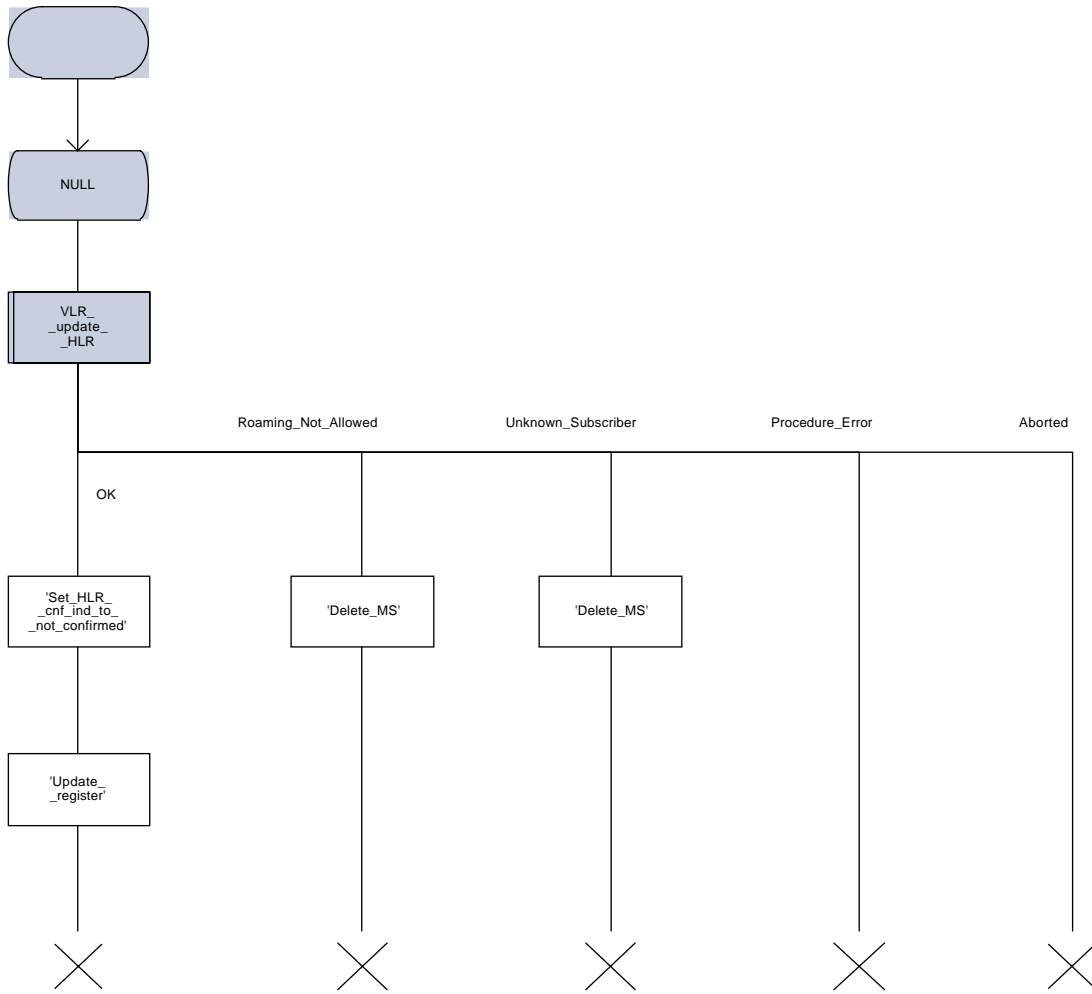 NULL
VLR_
_update_
_HLR
Roaming_Not_Allowed
Unknown_Subscriber
Procedure_Error
Aborted
OK
'Set_HLR_
_cnf_ind_to_
_not_confirmed'
'Delete_MS'
'Delete_MS'
'Update_
_register'